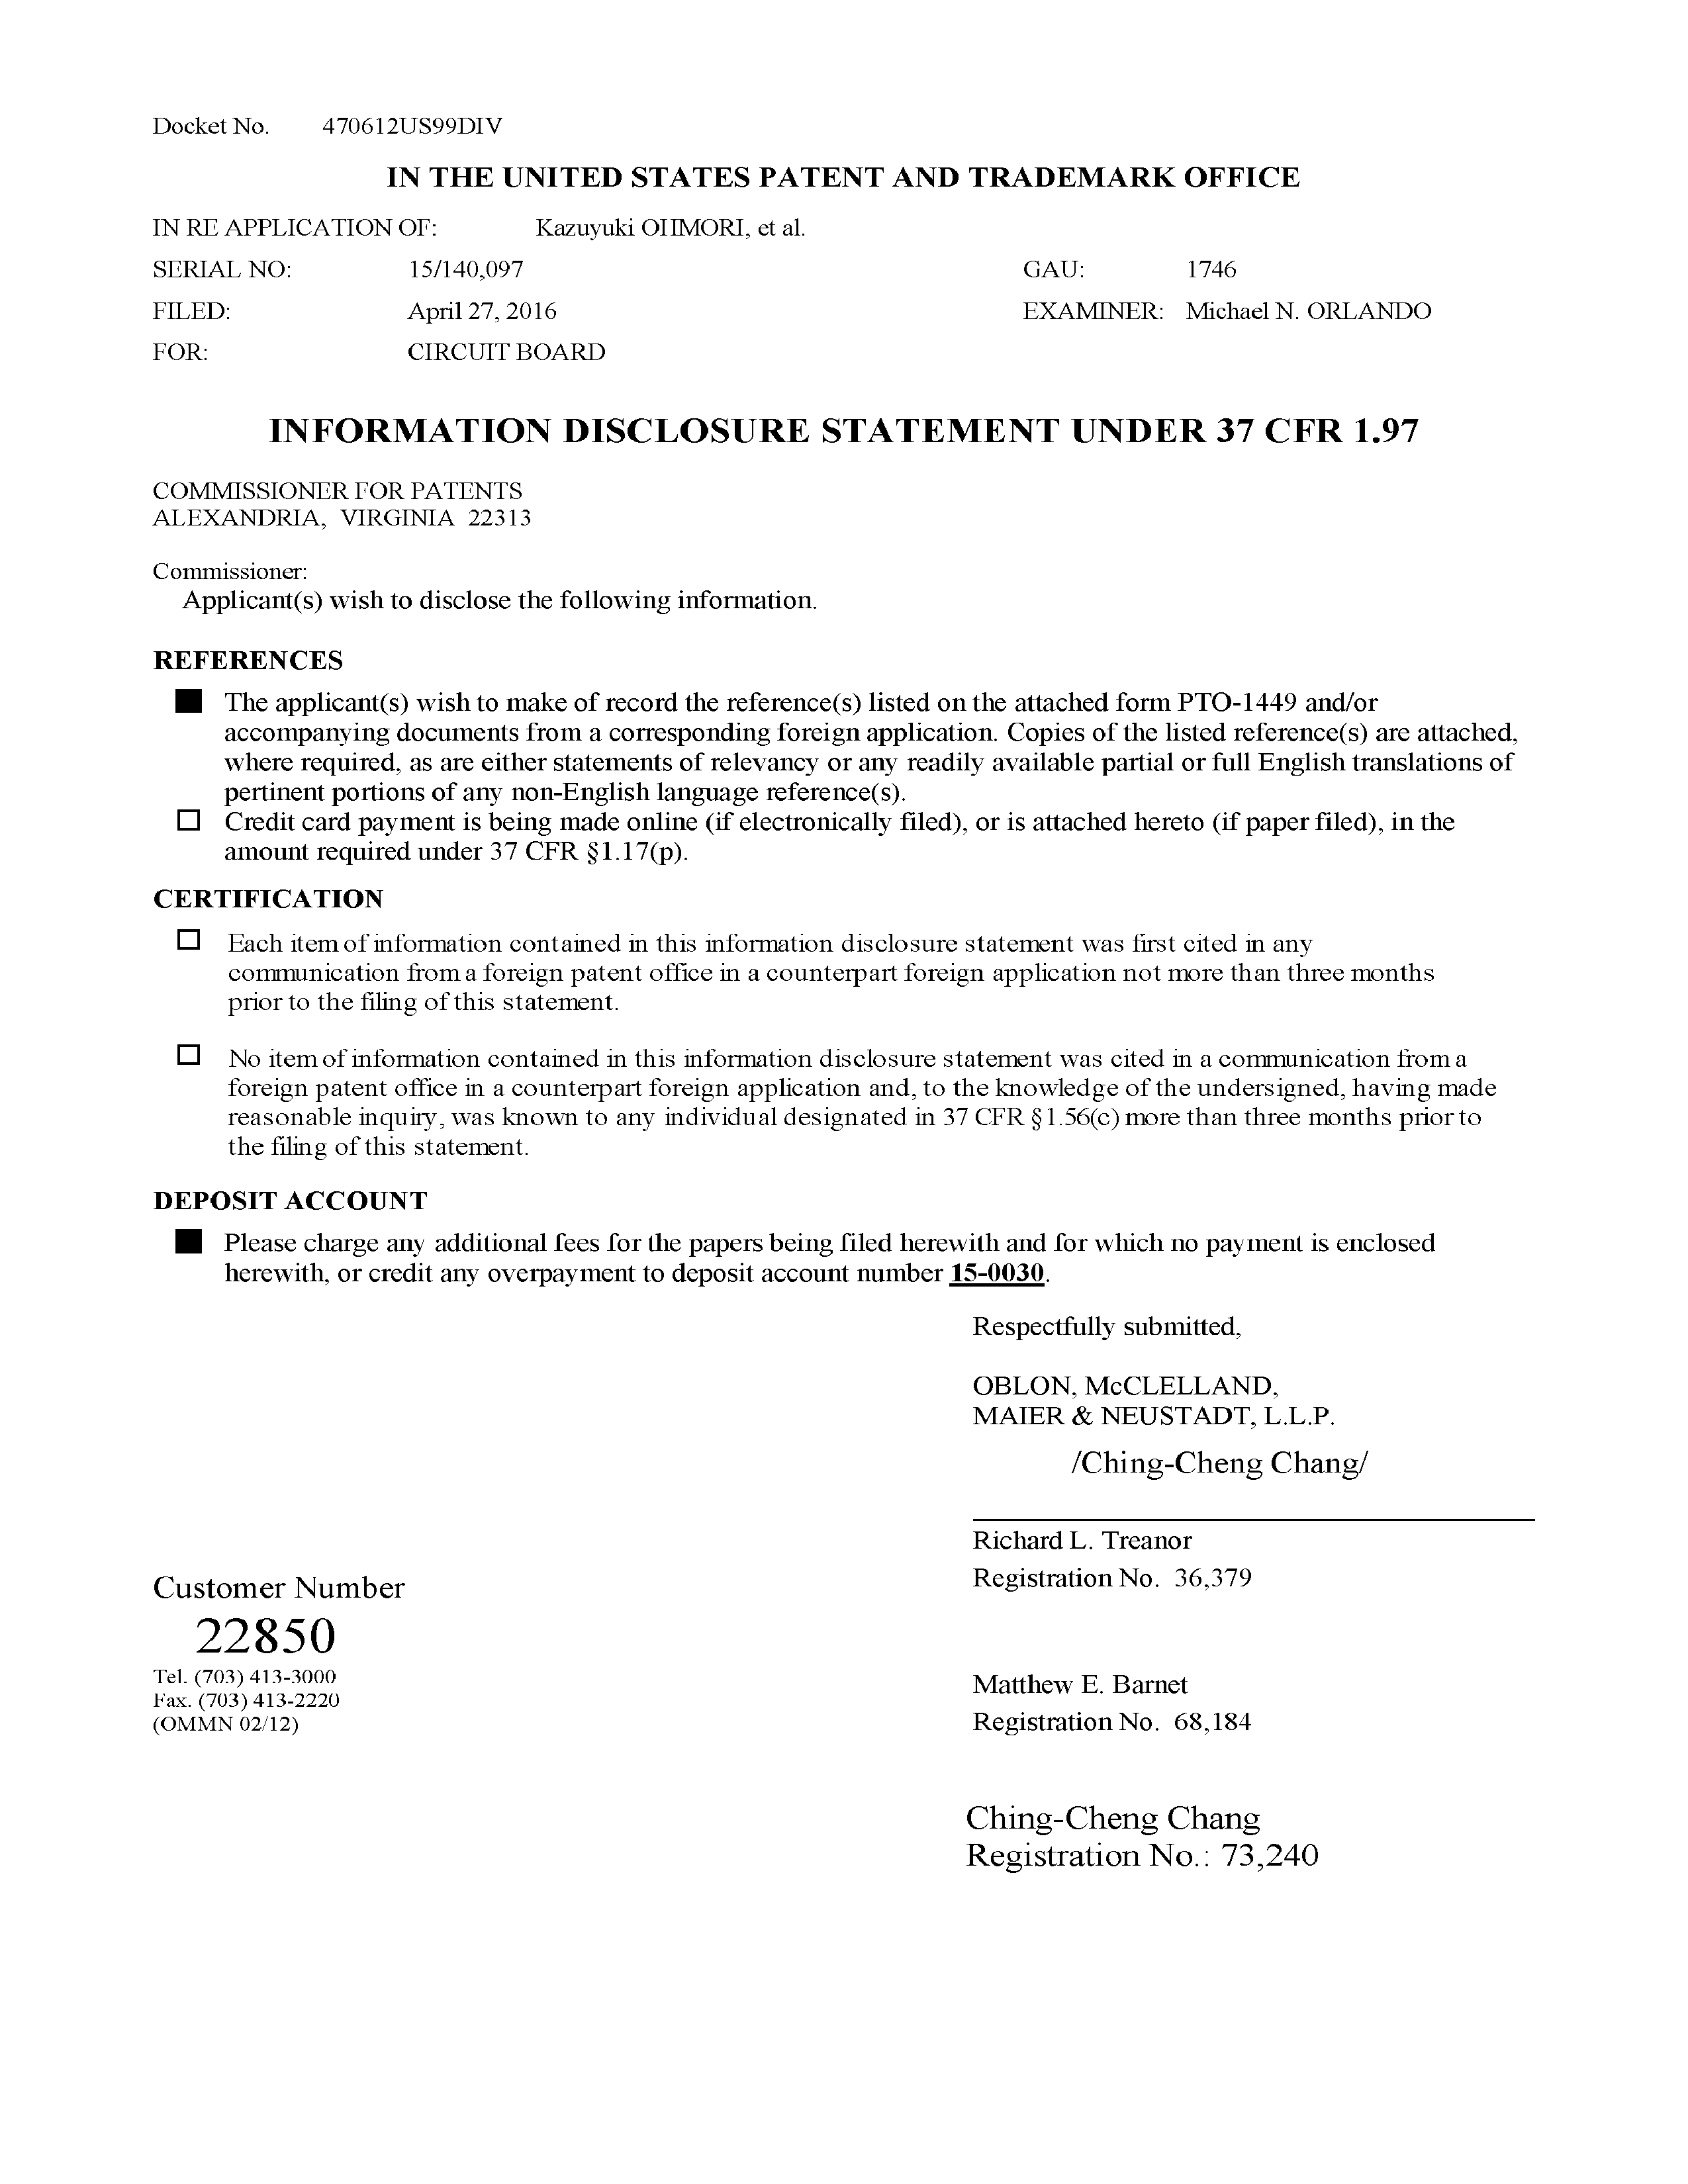 Docket No. 470612US99DIV
IN THE UNITED STATES PATENT AND TRADEMARK OFFICE
IN RE APPLICATION OF: Kazuyuki OHMORI, et al.
SERIAL NO: 15/140,097 GAU: 1746
FILED: April 27, 2016 EXAMINER: Michael N. ORLANDO
FOR: CIRCUIT BOARD
INFORMATION DISCLOSURE STATEMENT UNDER 37 CFR 1.97
COMMISSIONER FOR PATENTS
ALEXANDRIA, VIRGINIA 22313
Commissioner:
Applicant(s) wish to disclose the following information.
REFERENCES
■ The applicant(s) wish to make of record the reference(s) listed on the attached form PTO-1449 and/or
accompanying documents from a corresponding foreign application. Copies of the listed reference(s) are attached,
where required, as are either statements of relevancy or any readily available partial or full English translations of
pertinent portions of any non-English language reference(s).
☐ Credit card payment is being made online (if electronically filed), or is attached hereto (if paper filed), in the
amount required under 37 CFR §1.17(p).
CERTIFICATION
☐ Each item of information contained in this information disclosure statement was first cited in any
communication from a foreign patent office in a counterpart foreign application not more than three months
prior to the filing of this statement.
☐ No item of information contained in this information disclosure statement was cited in a communication from a
foreign patent office in a counterpart foreign application and, to the knowledge of the undersigned, having made
reasonable inquiry, was known to any individual designated in 37 CFR §1.56(c) more than three months prior to
the filing of this statement.
DEPOSIT ACCOUNT
■ Please charge any additional fees for the papers being filed herewith and for which no payment is enclosed
herewith, or credit any overpayment to deposit account number 15-0030.
Respectfully submitted,
OBLON, McCLELLAND,
MAIER & NEUSTADT, L.L.P.
/Ching-Cheng Chang/
Richard L. Treanor
Registration No. 36,379
Customer Number
22850
Tel. (703) 413-3000
Fax. (703) 413-2220
(OMMN 02/12)
Matthew E. Barnet
Registration No. 68,184
Ching-Cheng Chang
Registration No.: 73,240